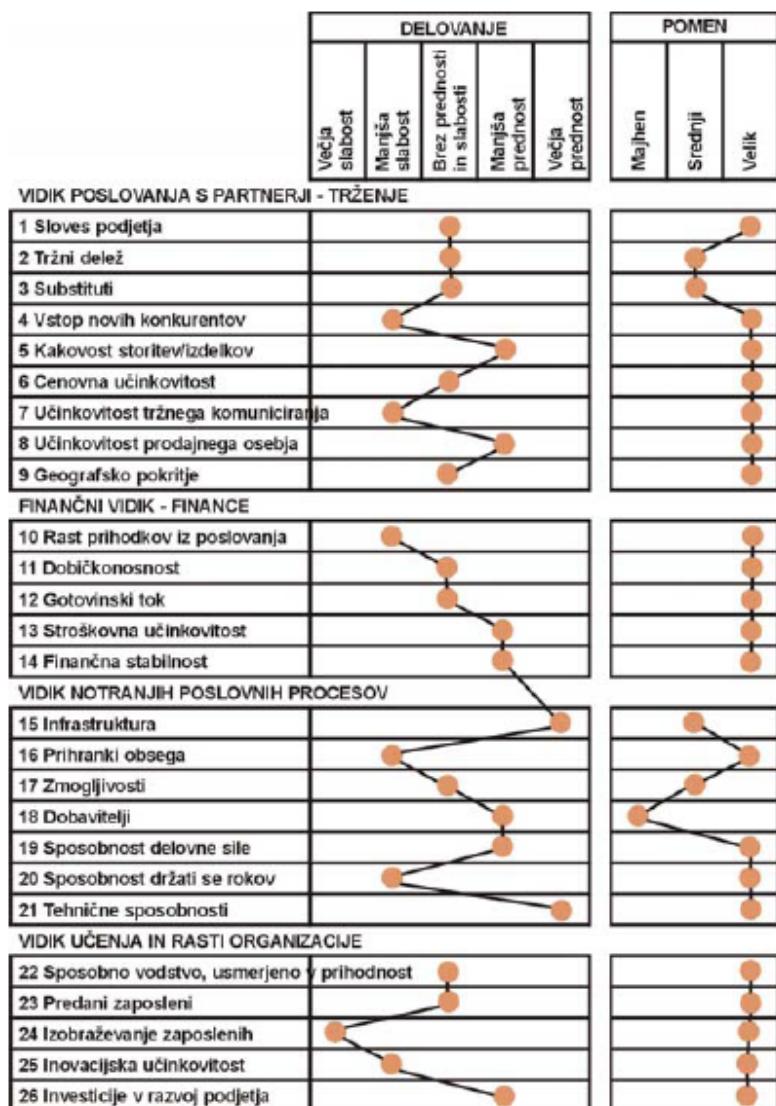 DELOVANJE
POMEN
Večja slabost
Manjša slabost
Brez prednosti in slabosti
Manjša prednost
Večja prednost
Majhen
Srednji
Velik
VIDIK POSLOVANJA S PARTNERJI - TRŽENJE
1 Sloves podjetja
2 Tržni delež
3 Substituti
4 Vstop novih konkurentov
5 Kakovost storitev/izdelkov
6 Cenovna učinkovitost
7 Učinkovitost tržnega komuniciranja
8 Učinkovitost prodajnega osebja
9 Geografsko pokritje
FINANČNI VIDIK - FINANCE
10 Rast prihodkov iz poslovanja
11 Dobičkonosnost
12 Gotovinski tok
13 Stroškovna učinkovitost
14 Finančna stabilnost
VIDIK NOTRANJIH POSLOVNIH PROCESOV
15 Infrastruktura
16 Prihranki obsega
17 Zmogljivosti
18 Dobavitelji
19 Sposobnost delovne sile
20 Sposobnost držati se rokov
21 Tehnične sposobnosti
VIDIK UČENJA IN RASTI ORGANIZACIJE
22 Sposobno vodstvo, usmerjeno v prihodnost
23 Predani zaposleni
24 Izobraževanje zaposlenih
25 Inovacijska učinkovitost
26 Investicije v razvoj podjetja